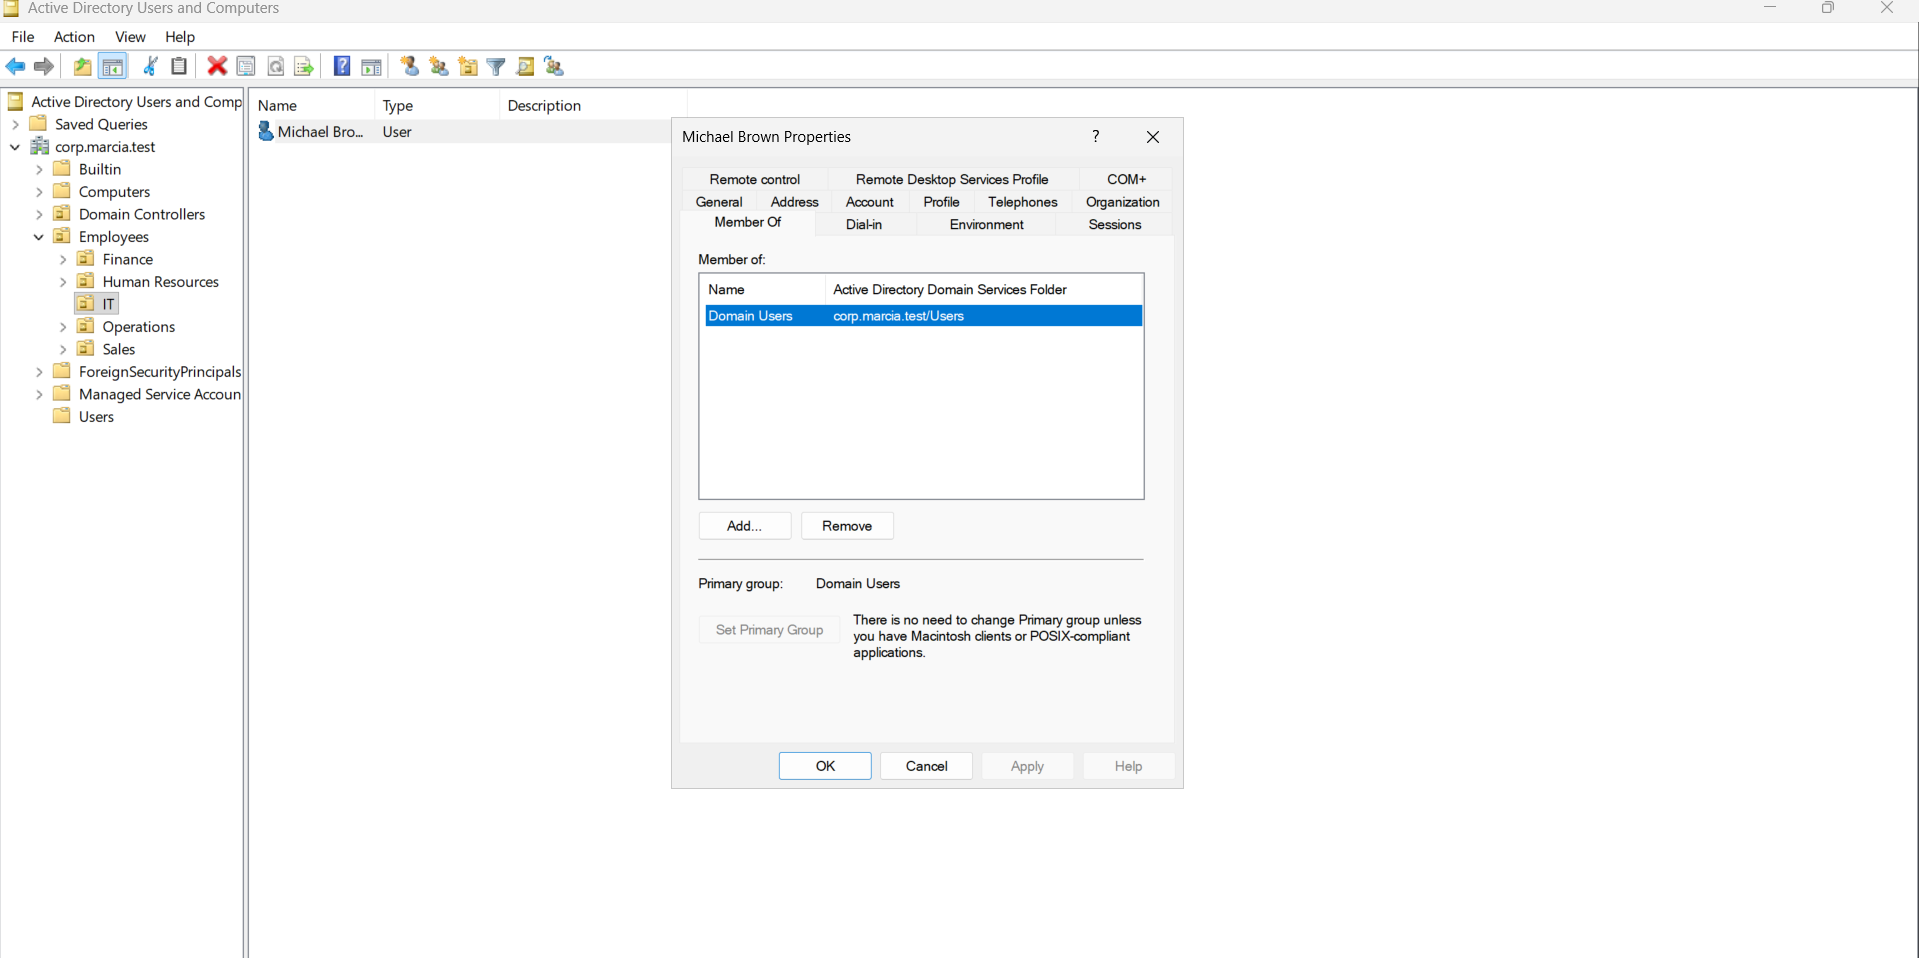 Active Directory Users and Computers
File Action View Help
Active Directory Users and Comp
Saved Queries
corp.marcia.test
Builtin
Computers
Domain Controllers
Employees
Finance
Human Resources
IT
Operations
Sales
ForeignSecurityPrincipals
Managed Service Accoun
Users
Name Type Description
Michael Bro... User
Michael Brown Properties
Remote control Remote Desktop Services Profile COM+
General Address Account Profile Telephones Organization
Member Of Dial-in Environment Sessions
Member of:
Name Active Directory Domain Services Folder
Domain Users corp.marcia.test/Users
Add... Remove
Primary group: Domain Users
Set Primary Group
There is no need to change Primary group unless
you have Macintosh clients or POSIX-compliant
applications.
OK Cancel Apply Help